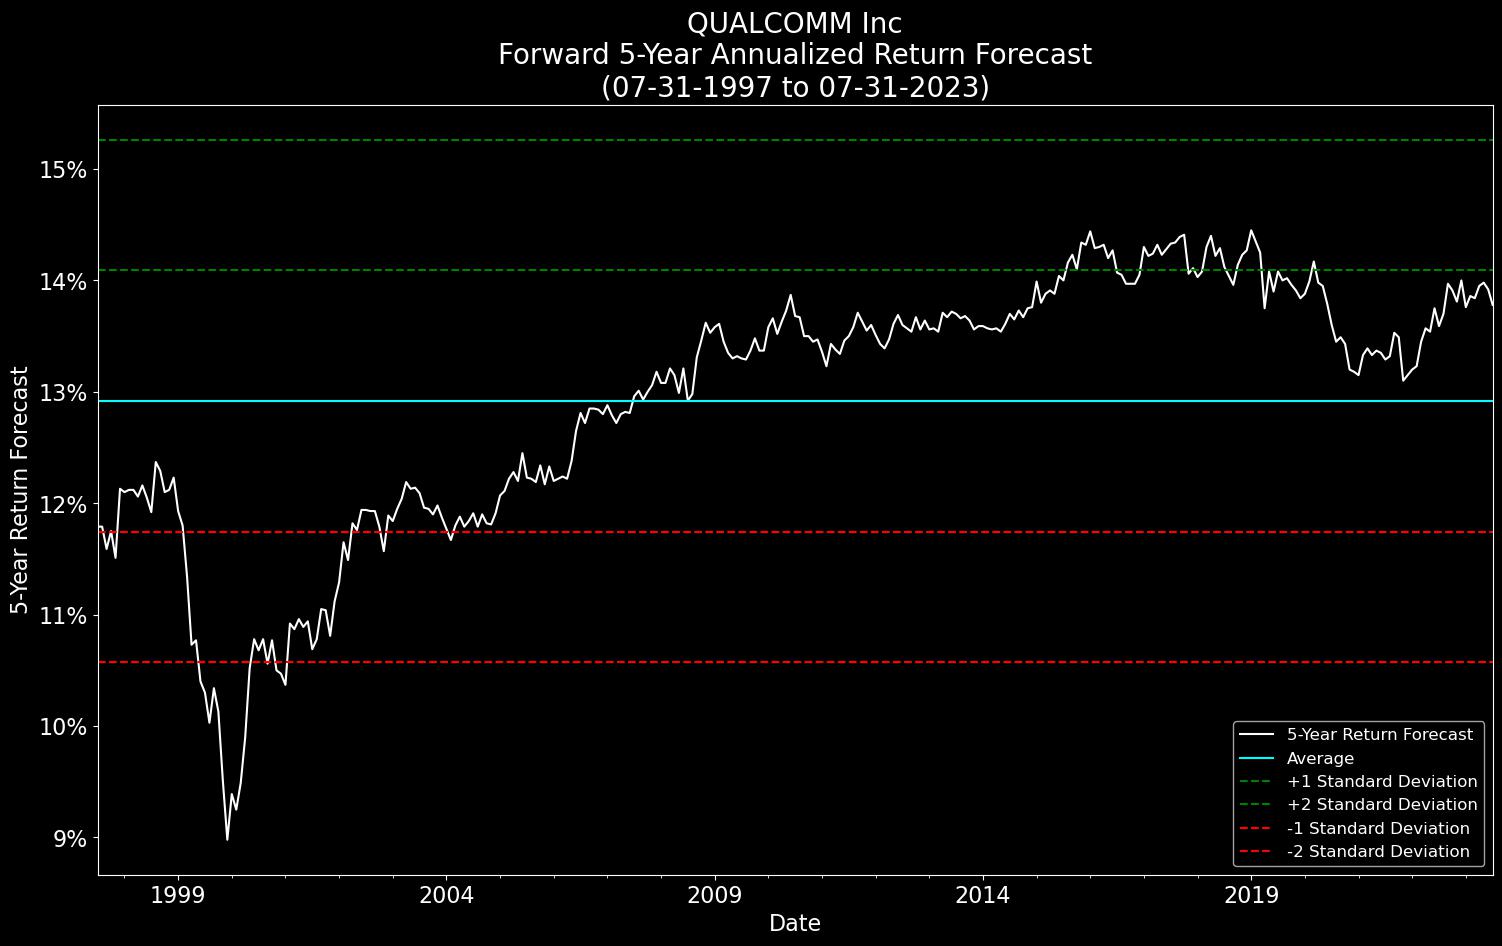 QUALCOMM Inc
Forward 5-Year Annualized Return Forecast
(07-31-1997 to 07-31-2023)
5-Year Return Forecast
15%
14%
13%
12%
11%
10%
9%
1999
2004
2009
2014
2019
Date
5-Year Return Forecast
Average
+1 Standard Deviation
+2 Standard Deviation
-1 Standard Deviation
-2 Standard Deviation